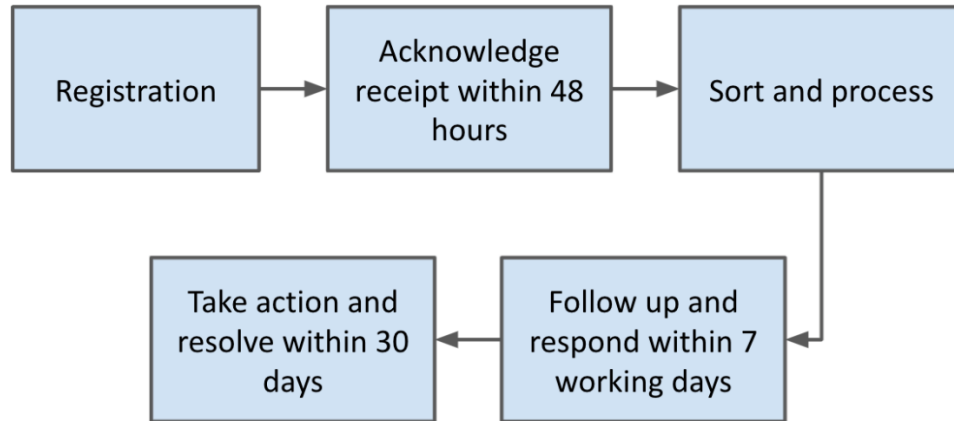 Registration
Acknowledge
receipt within 48
hours
Sort and process
Follow up and
respond within 7
working days
Take action and
resolve within 30
days